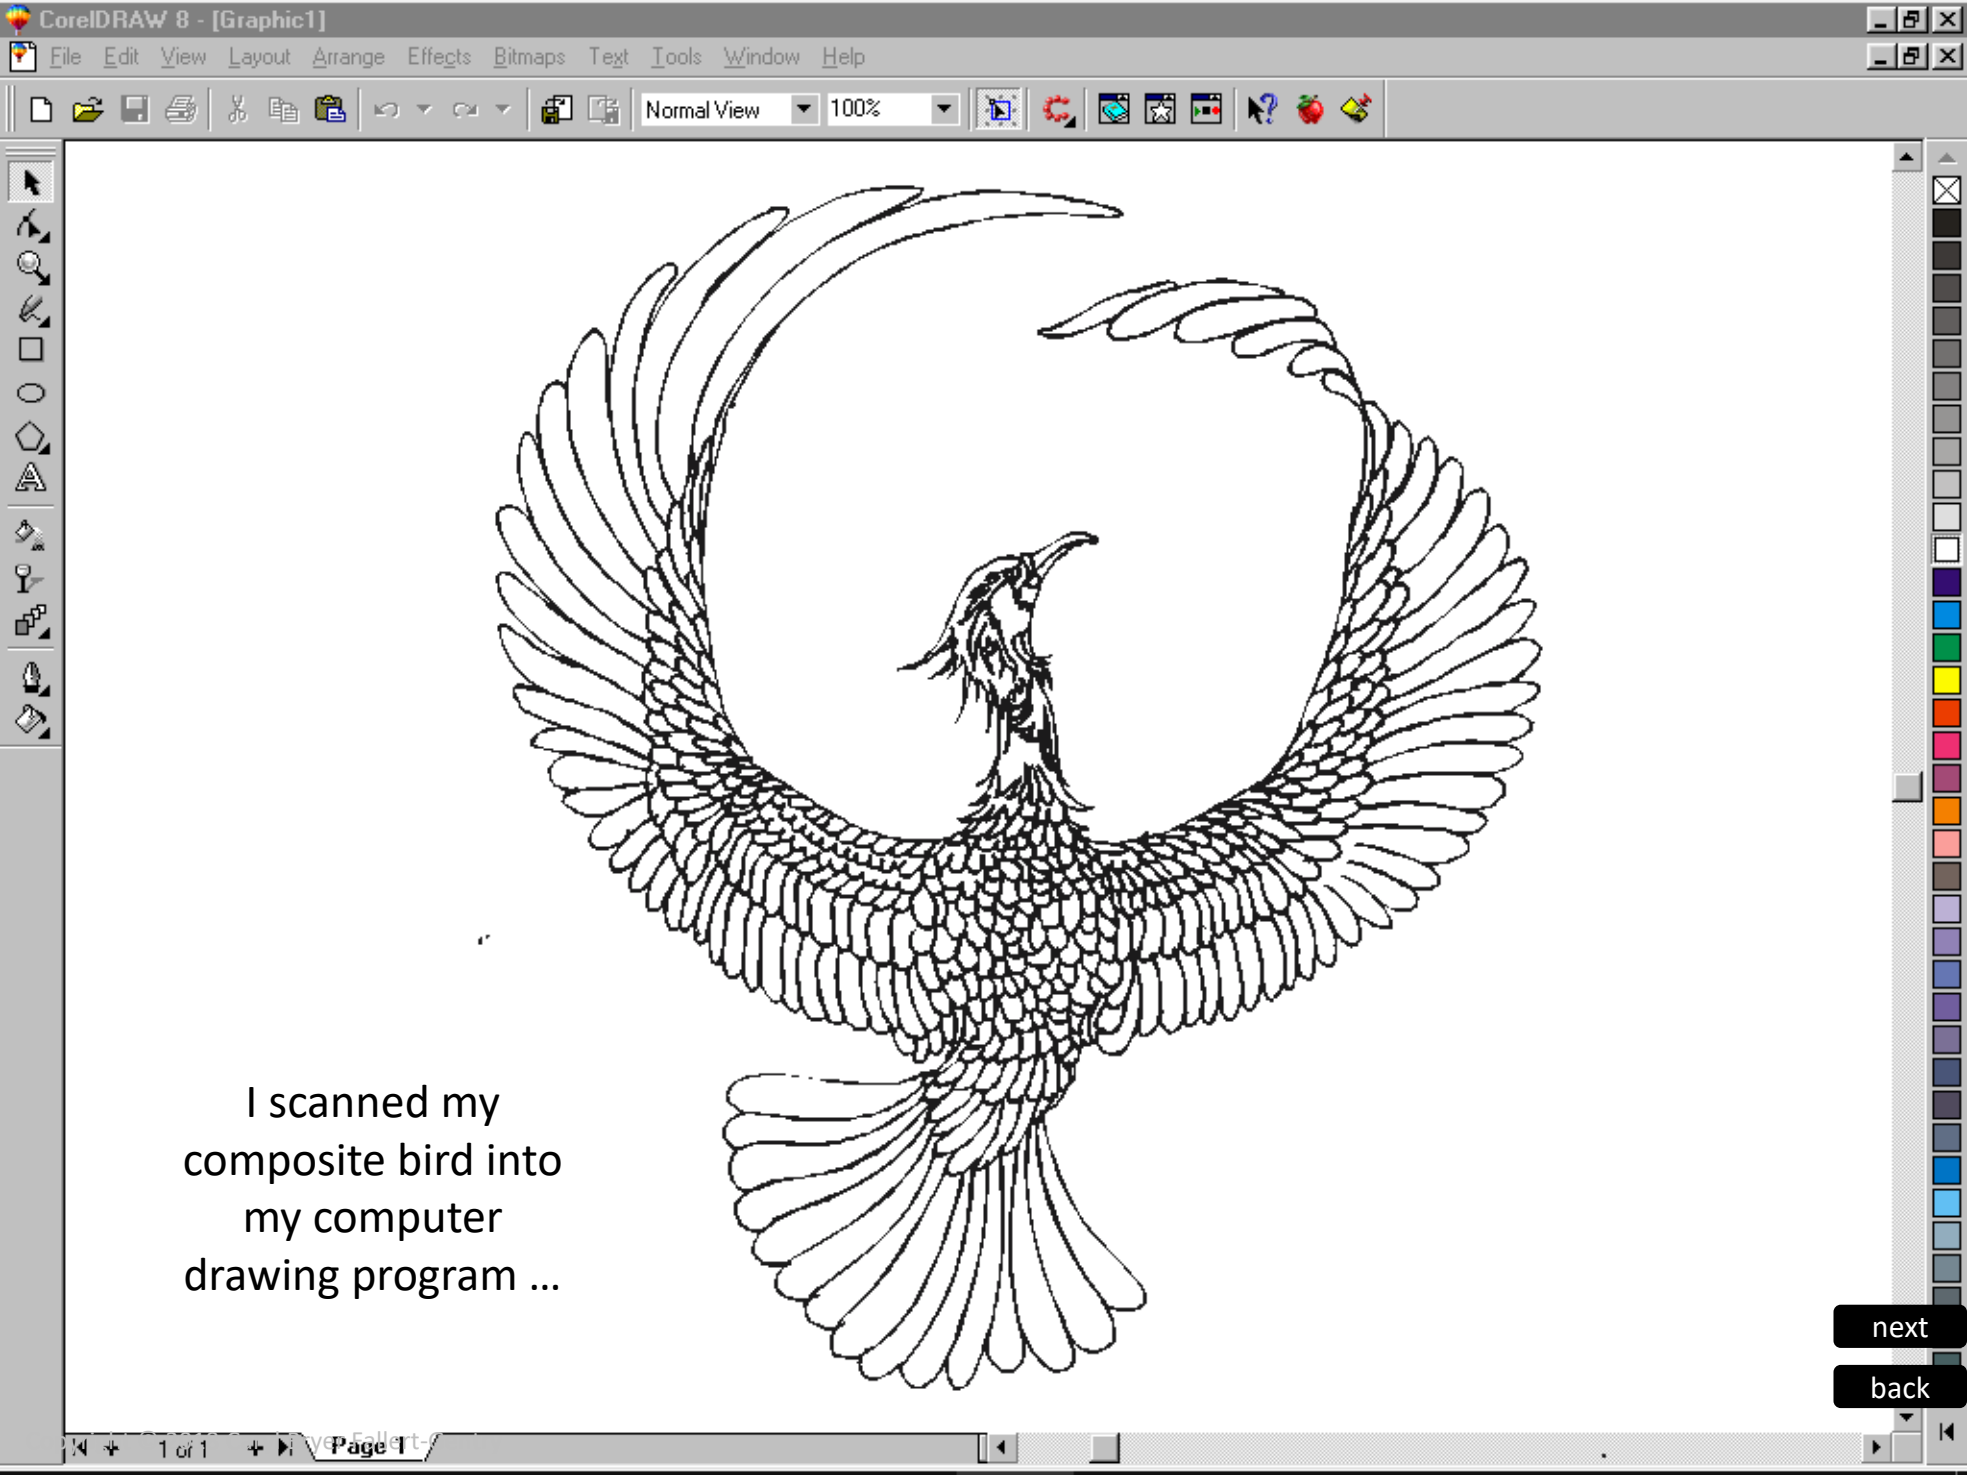 CorelDRAW 8 - [Graphic1]
File Edit View Layout Arrange Effects Bitmaps Text Tools Window Help
Normal View 100%
I scanned my
composite bird into
my computer
drawing program ...
next
back
1 of 1 Page 1